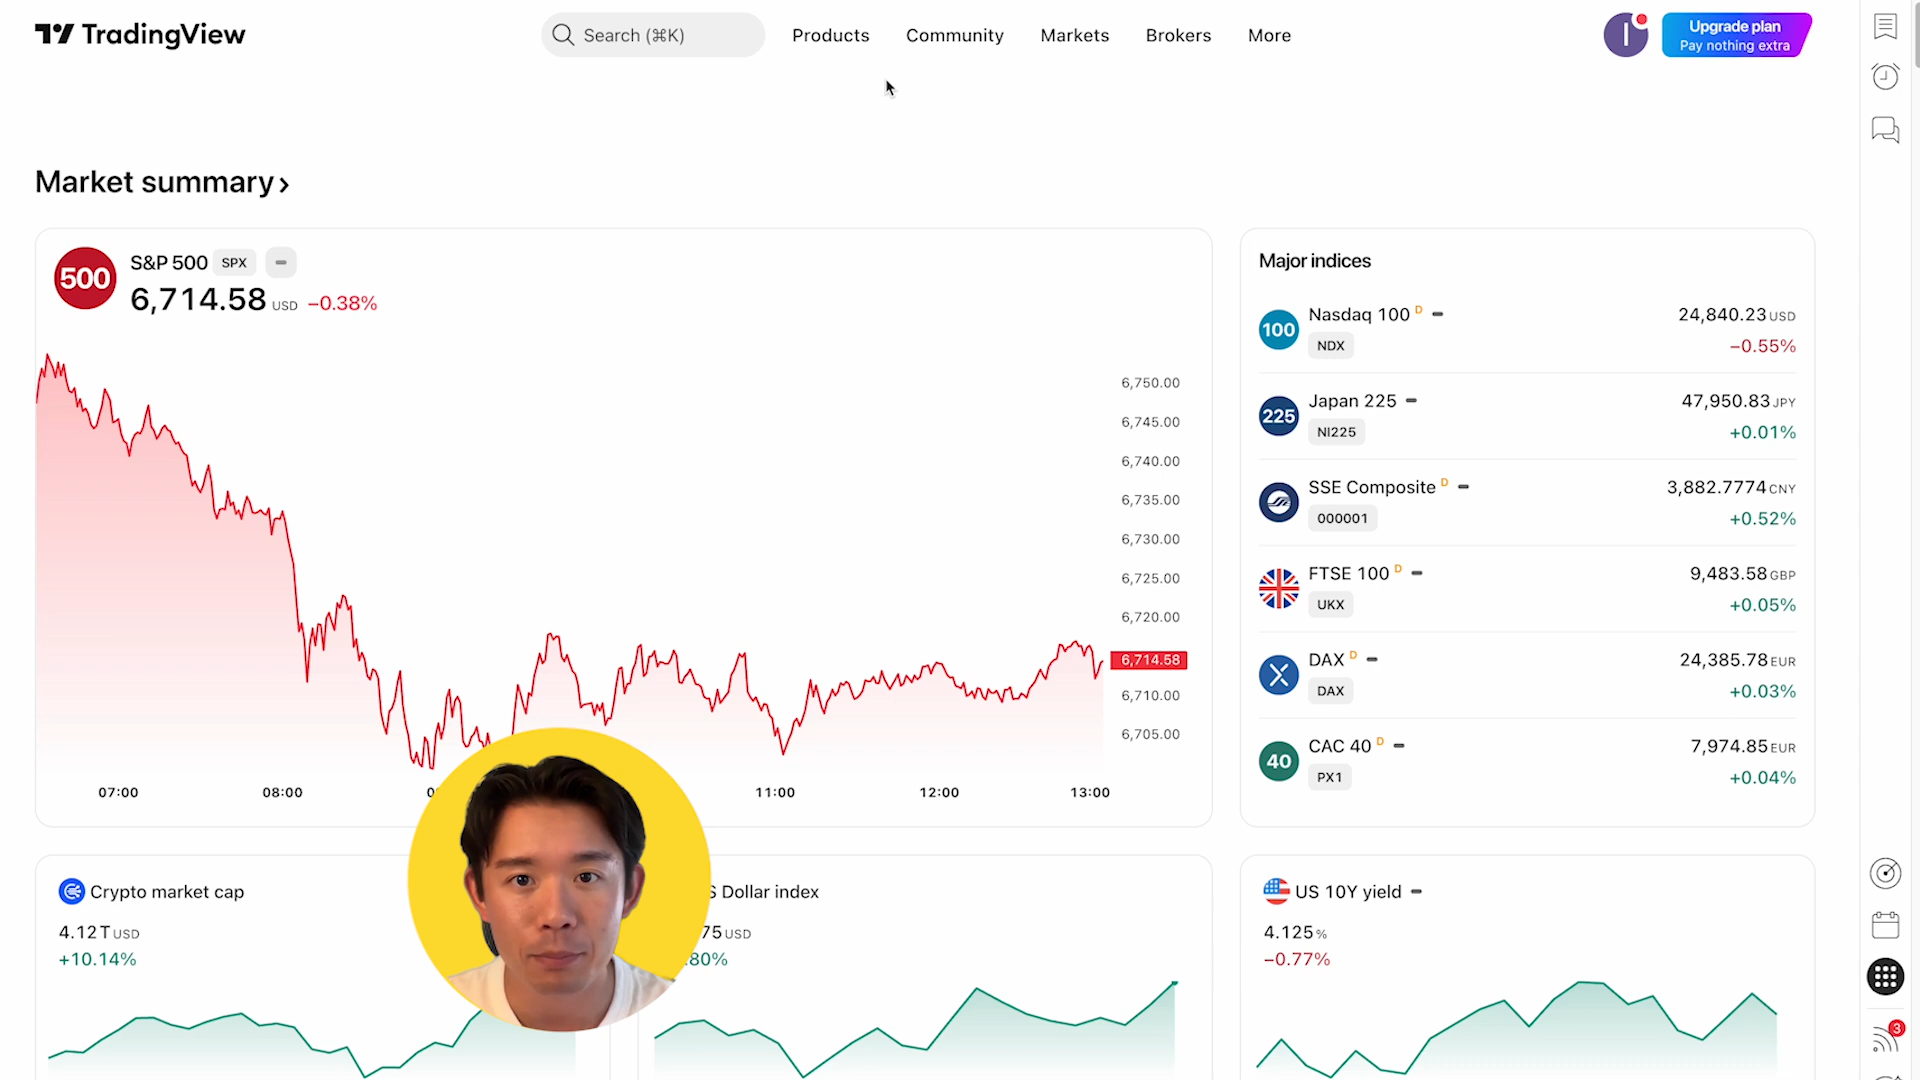 TradingView
Search (⌘K)
Products
Community
Markets
Brokers
More
I
Upgrade plan
Pay nothing extra
Market summary
500
S&P 500
SPX
6,714.58 USD −0.38%
6,750.00
6,745.00
6,740.00
6,735.00
6,730.00
6,725.00
6,720.00
6,714.58
6,710.00
6,705.00
07:00
08:00
11:00
12:00
13:00
Major indices
100
Nasdaq 100 D
24,840.23 USD
NDX
−0.55%
225
Japan 225
47,950.83 JPY
NI225
+0.01%
SSE Composite D
3,882.7774 CNY
000001
+0.52%
FTSE 100 D
9,483.58 GBP
UKX
+0.05%
DAX D
24,385.78 EUR
DAX
+0.03%
40
CAC 40 D
7,974.85 EUR
PX1
+0.04%
Crypto market cap
4.12 T USD
+10.14%
Dollar index
75 USD
80%
US 10Y yield
4.125 %
−0.77%
3